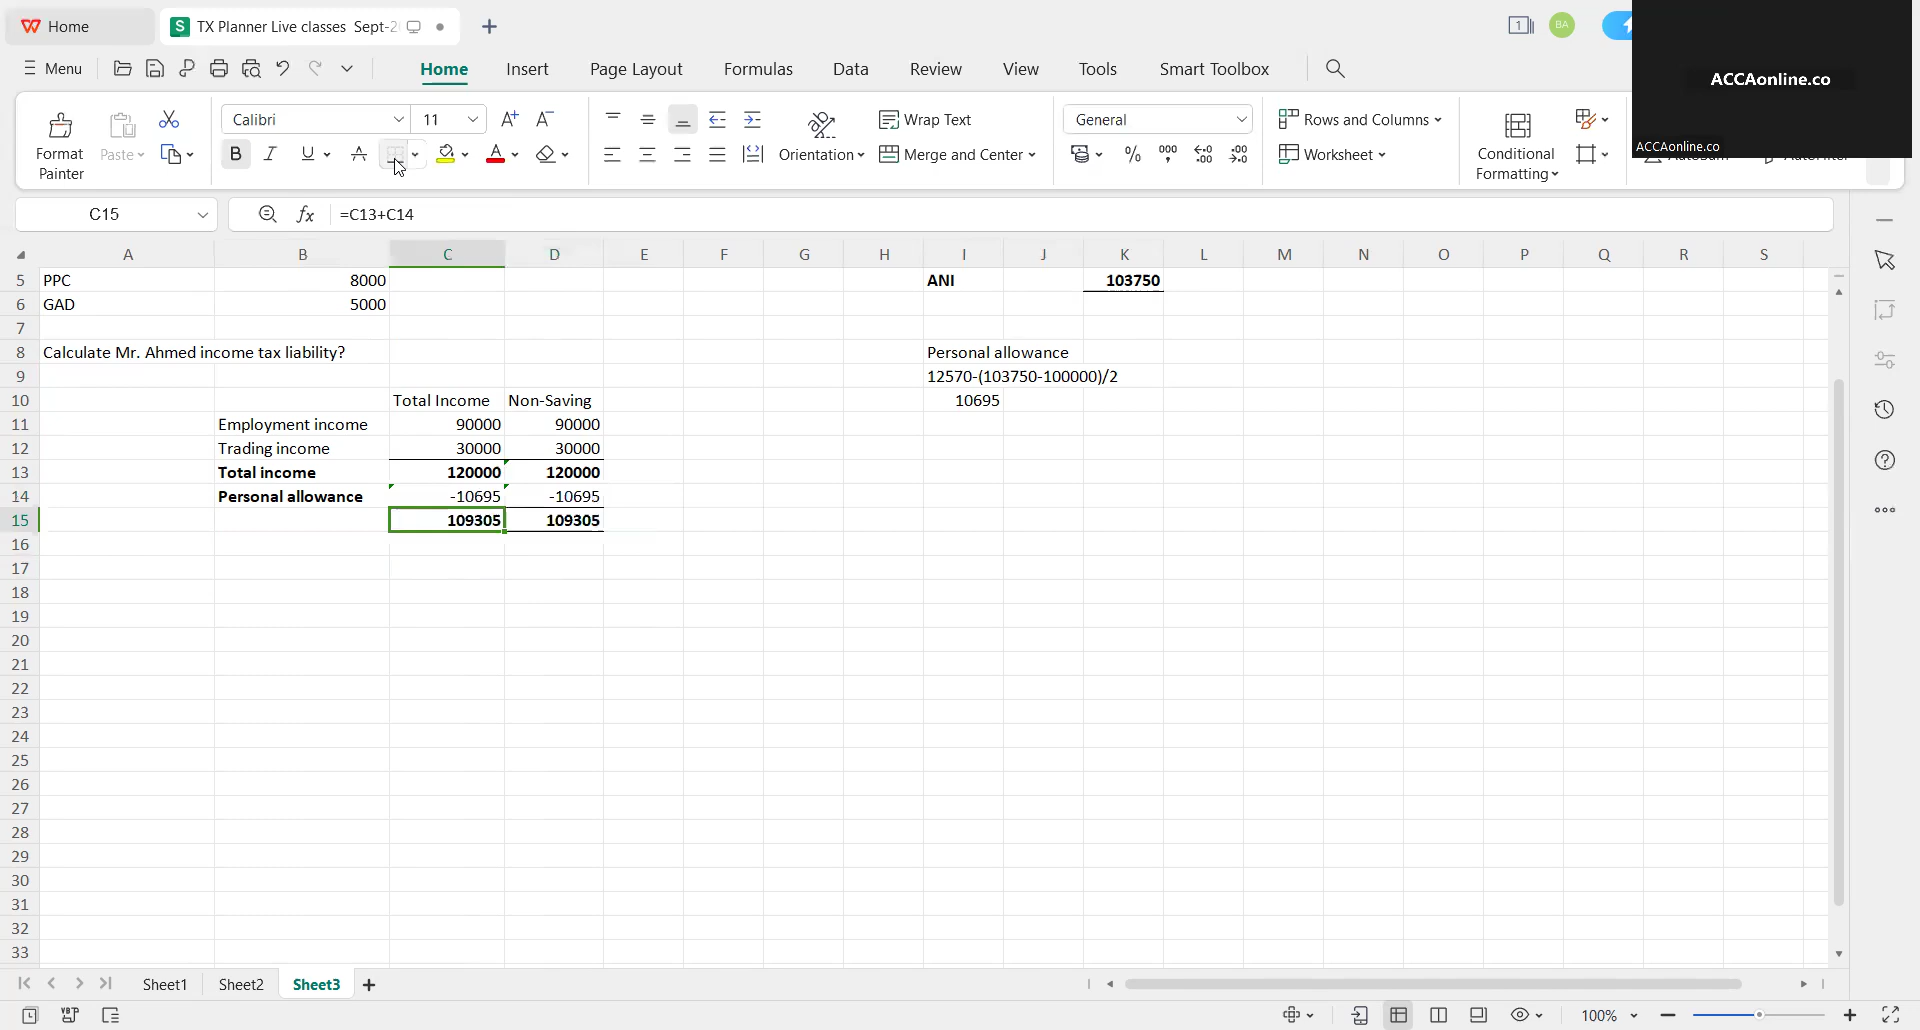 Home
TX Planner Live classes Sept-2
1
BA
ACCAonline.co
ACCAonline.co
Menu
Home
Insert
Page Layout
Formulas
Data
Review
View
Tools
Smart Toolbox
Format Painter
Paste
Calibri
11
Orientation
Wrap Text
Merge and Center
General
Rows and Columns
Worksheet
Conditional Formatting
C15
=C13+C14
A B C D E F G H I J K L M N O P Q R S
5 PPC 8000 ANI 103750
6 GAD 5000
7
8 Calculate Mr. Ahmed income tax liability? Personal allowance
9 12570-(103750-100000)/2
10 Total Income Non-Saving 10695
11 Employment income 90000 90000
12 Trading income 30000 30000
13 Total income 120000 120000
14 Personal allowance -10695 -10695
15 109305 109305
16
17
18
19
20
21
22
23
24
25
26
27
28
29
30
31
32
33
Sheet1 Sheet2 Sheet3
100%